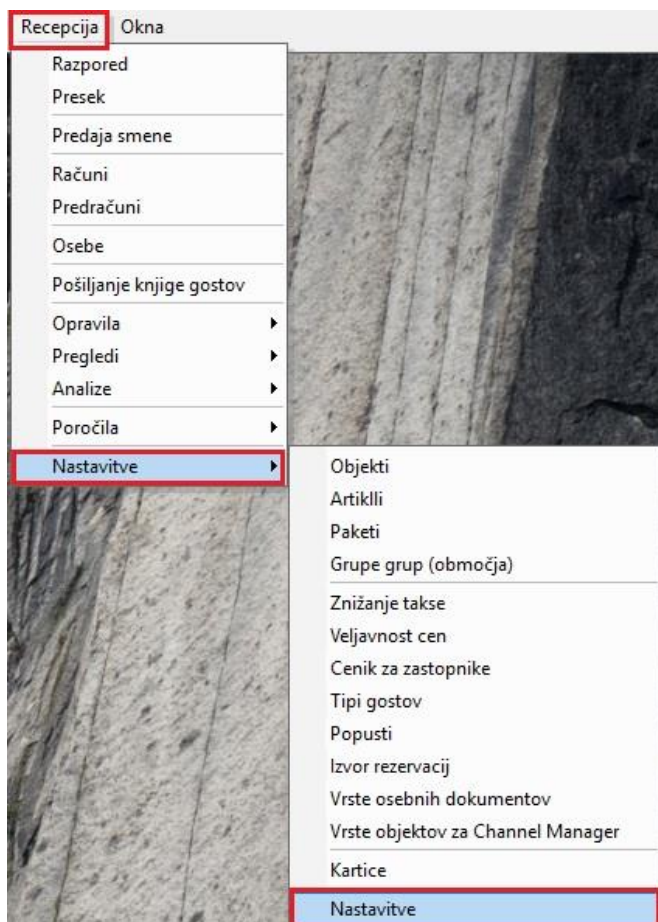 Recepcija Okna
Razpored
Presek
Predaja smene
Računi
Predračuni
Osebe
Pošiljanje knjige gostov
Opravila
Pregledi
Analize
Poročila
Nastavitve
Objekti
Artiklli
Paketi
Grupe grup (območja)
Znižanje takse
Veljavnost cen
Cenik za zastopnike
Tipi gostov
Popusti
Izvor rezervacij
Vrste osebnih dokumentov
Vrste objektov za Channel Manager
Kartice
Nastavitve